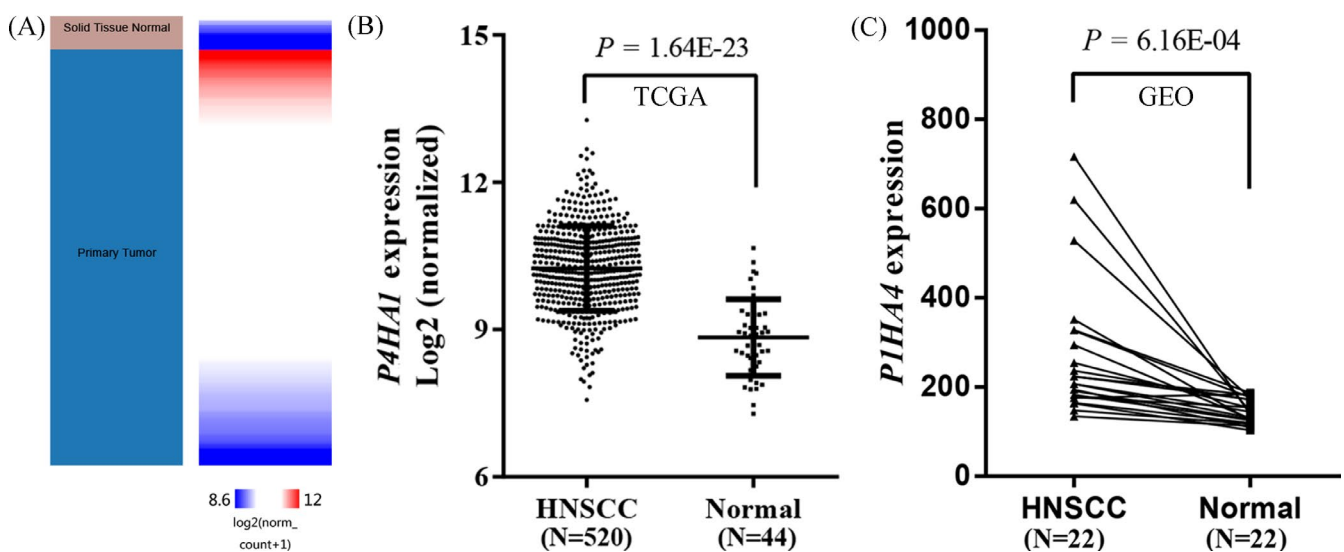 (A)
Solid Tissue Normal
Primary Tumor
8.6
12
log2(norm_
count+1)
(B)
15
12
9
6
P4HA1 expression
Log2 (normalized)
P = 1.64E-23
TCGA
HNSCC
(N=520)
Normal
(N=44)
(C)
1000
800
600
400
200
0
P1HA4 expression
P = 6.16E-04
GEO
HNSCC
(N=22)
Normal
(N=22)